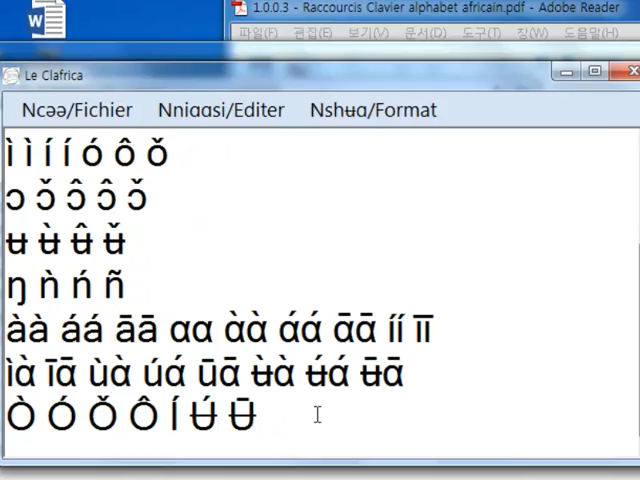 1.0.0.3 - Raccourcis Clavier alphabet africain.pdf - Adobe Reader
파일(F) 편집(E) 보기(V) 문서(D) 도구(T) 창(W) 도움말(H)
Le Clafrica
Ncəə/Fichier Nniɑɑsi/Editer Nshʉɑ/Format
ì ì í í ó ô ǒ
ɔ ɔ̌ ɔ̂ ɔ̂ ɔ̌
ʉ ʉ̀ ʉ̂ ʉ̌
ŋ ǹ ń ñ
àà áá āā ɑɑ ɑ̀ɑ̀ ɑ́ɑ́ ɑ̄ɑ̄ íí īī
ìɑ̀ īɑ̄ ùɑ̀ úɑ́ ūɑ̄ ʉ̀ɑ̀ ʉ́ɑ́ ʉ̄ɑ̄
Ò Ó Ǒ Ô Í Ʉ́ Ʉ̄